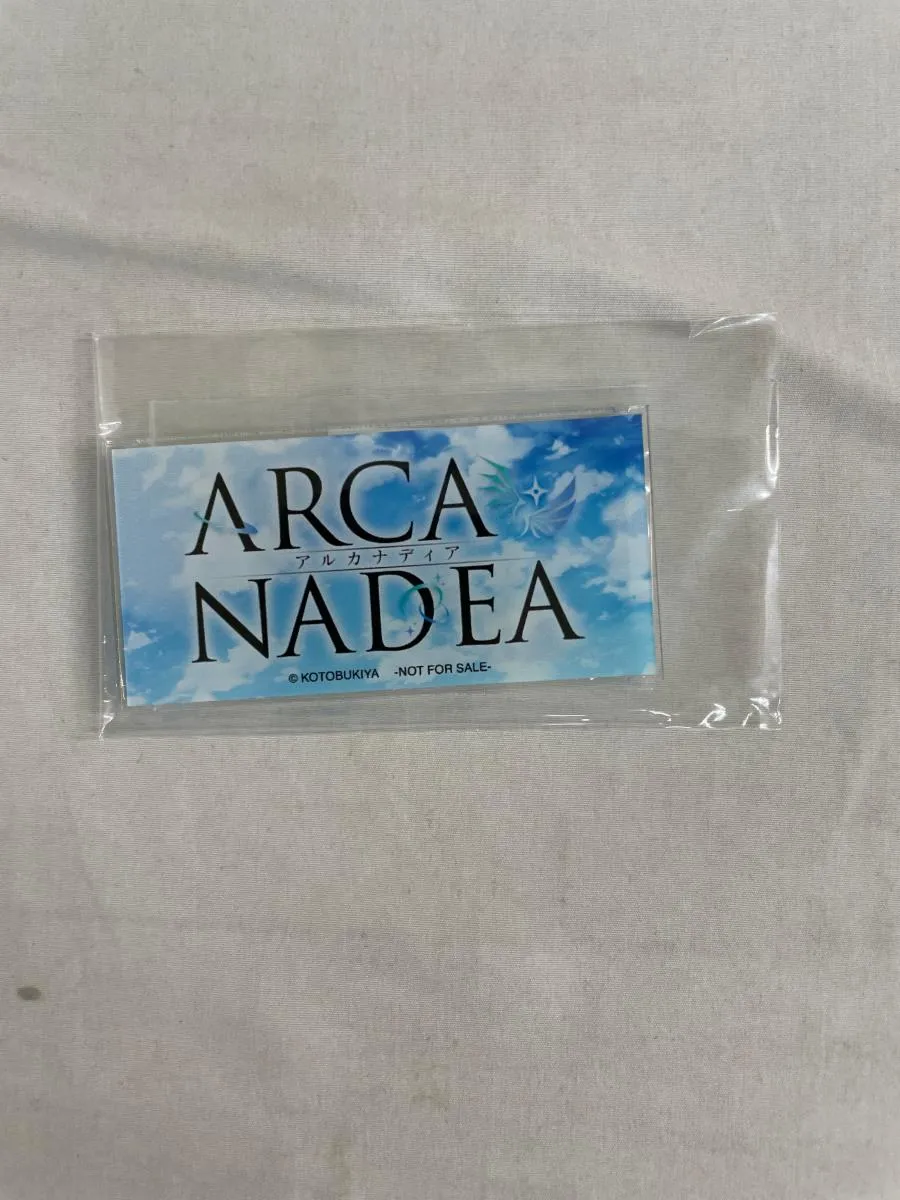 ARCA
アルカナディア
NADEA
© KOTOBUKIYA -NOT FOR SALE-